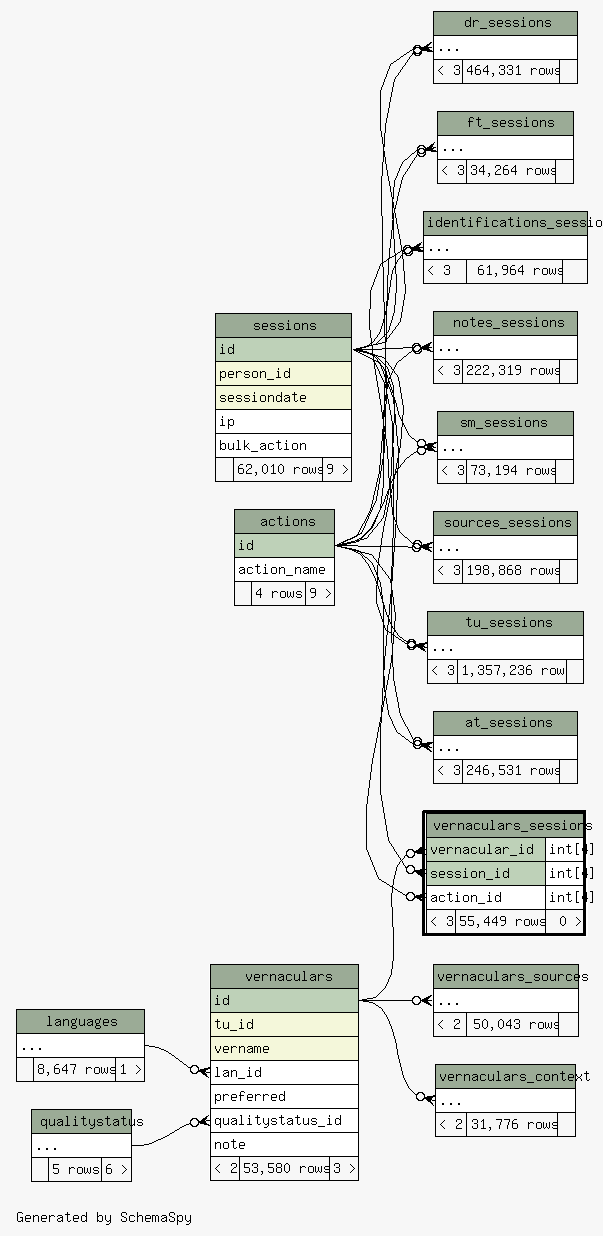 dr_sessions
...
< 3 464,331 rows
ft_sessions
...
< 3 34,264 rows
identifications_sessio
...
< 3 61,964 rows
notes_sessions
...
< 3 222,319 rows
sessions
id
person_id
sessiondate
ip
bulk_action
62,010 rows 9 >
sm_sessions
...
< 3 73,194 rows
actions
id
action_name
4 rows 9 >
sources_sessions
...
< 3 198,868 rows
tu_sessions
...
< 3 1,357,236 row
at_sessions
...
< 3 246,531 rows
vernaculars_sessions
vernacular_id int[4]
session_id int[4]
action_id int[4]
< 3 55,449 rows 0 >
vernaculars
id
tu_id
vername
lan_id
preferred
qualitystatus_id
note
< 2 53,580 rows 3 >
vernaculars_sources
...
< 2 50,043 rows
languages
...
8,647 rows 1 >
vernaculars_context
...
< 2 31,776 rows
qualitystatus
...
5 rows 6 >
Generated by SchemaSpy